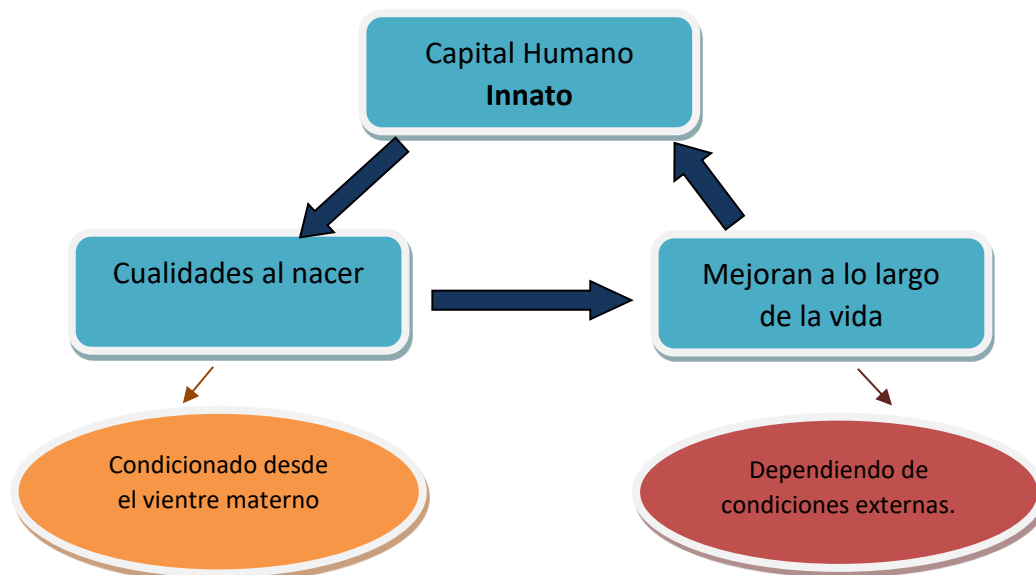 Capital Humano
Innato
Cualidades al nacer
Mejoran a lo largo
de la vida
Condicionado desde
el vientre materno
Dependiendo de
condiciones externas.